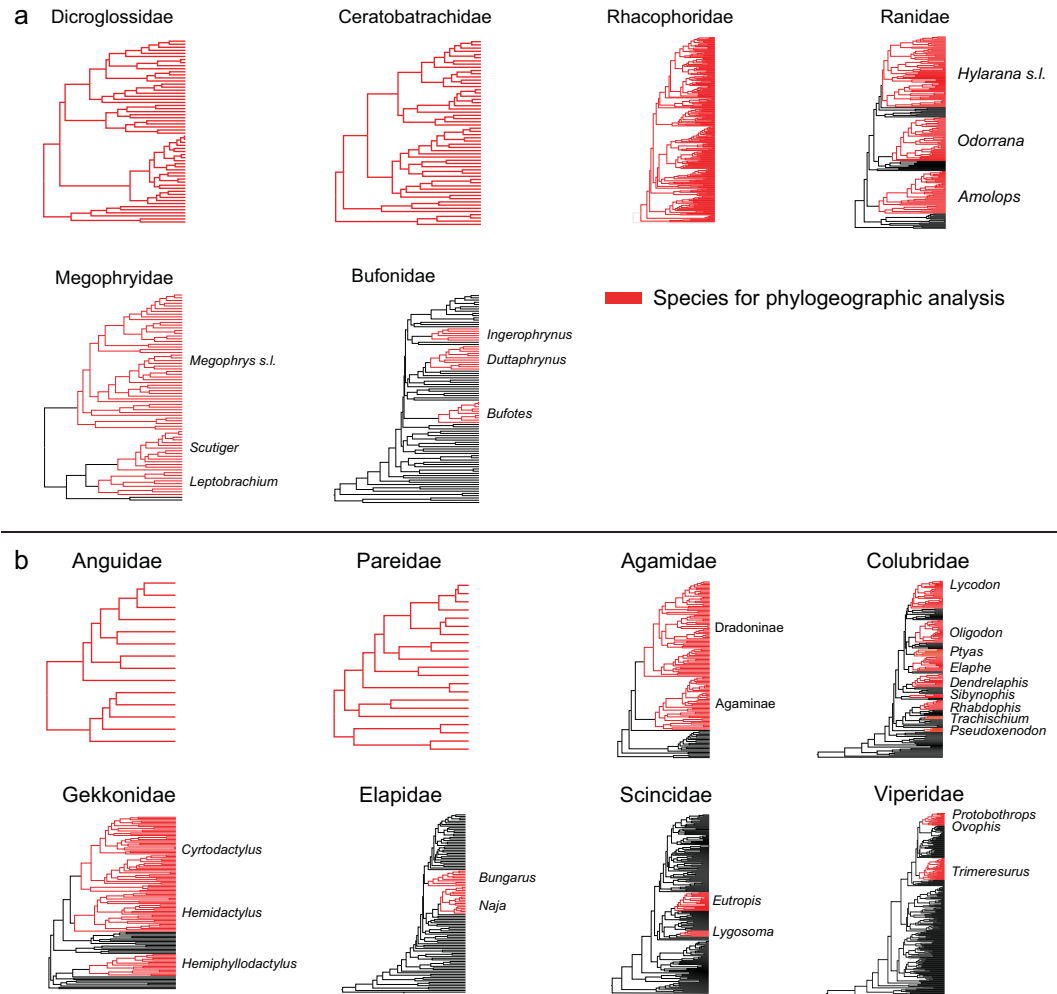 a
Dicroglossidae
Ceratobatrachidae
Rhacophoridae
Ranidae
Hylarana s.l.
Odorrana
Amolops
Megophryidae
Bufonidae
Species for phylogeographic analysis
Megophrys s.l.
Scutiger
Leptobrachium
Ingerophrynus
Duttaphrynus
Bufotes
b
Anguidae
Pareidae
Agamidae
Colubridae
Dradoninae
Agaminae
Lycodon
Oligodon
Ptyas
Elaphe
Dendrelaphis
Sibynophis
Rhabdophis
Trachischium
Pseudoxenodon
Gekkonidae
Elapidae
Scincidae
Viperidae
Cyrtodactylus
Hemidactylus
Hemiphyllodactylus
Bungarus
Naja
Eutropis
Lygosoma
Protobothrops
Ovophis
Trimeresurus